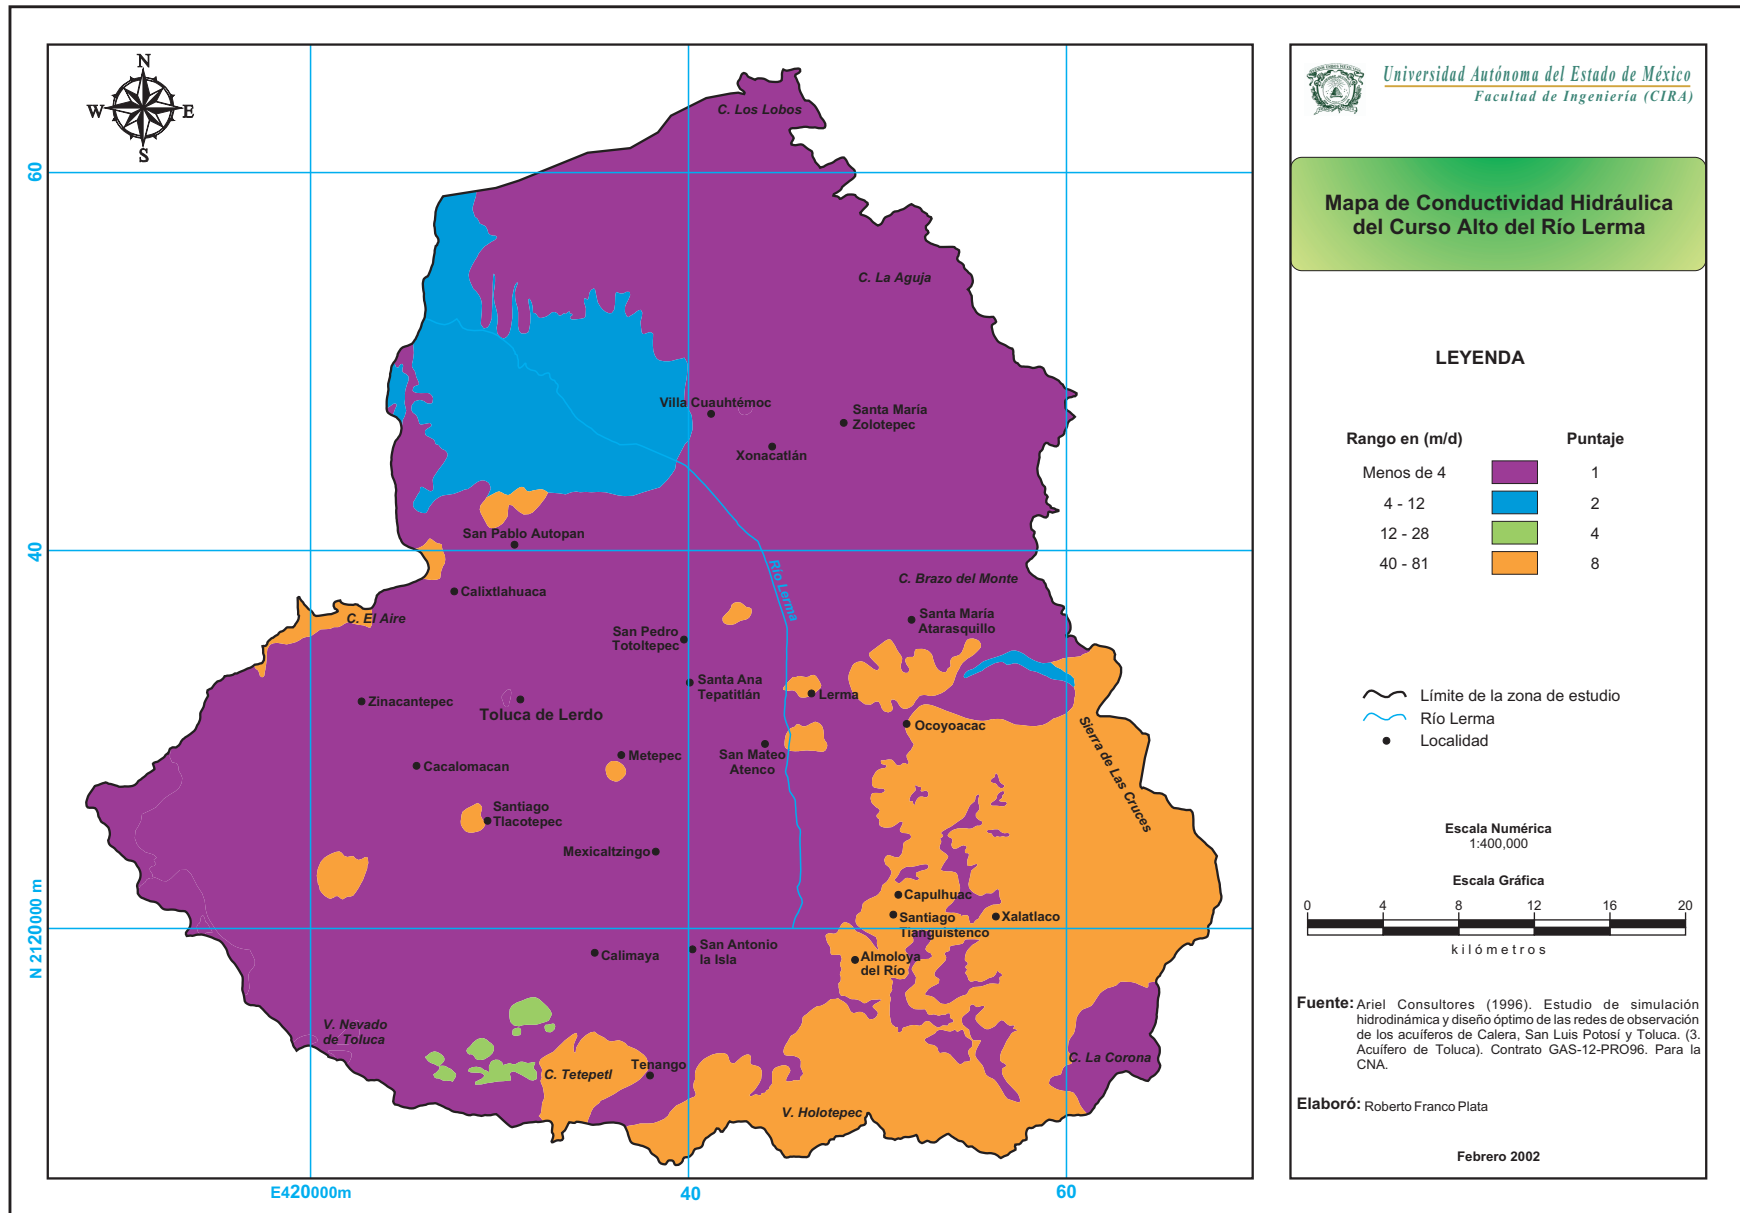 N
W
E
S
60
40
N 2120000 m
E420000m
40
60
C. Los Lobos
C. La Aguja
Villa Cuauhtémoc
Santa María
Zolotepec
Xonacatlán
San Pablo Autopan
Calixtlahuaca
C. El Aire
Río Lerma
C. Brazo del Monte
Santa María
Atarasquillo
San Pedro
Totoltepec
Santa Ana
Tepatitlán
Lerma
Zinacantepec
Toluca de Lerdo
Ocoyoacac
Sierra de Las Cruces
Metepec
San Mateo
Atenco
Cacalomacan
Santiago
Tlacotepec
Mexicaltzingo
Capulhuac
Santiago
Tianguistenco
Xalatlaco
Calimaya
San Antonio
la Isla
Almoloya
del Río
V. Nevado
de Toluca
C. Tetepetl
Tenango
V. Holotepec
C. La Corona
Universidad Autónoma del Estado de México
Facultad de Ingeniería (CIRA)
Mapa de Conductividad Hidráulica
del Curso Alto del Río Lerma
LEYENDA
Rango en (m/d) Puntaje
Menos de 4 1
4 - 12 2
12 - 28 4
40 - 81 8
Límite de la zona de estudio
Río Lerma
Localidad
Escala Numérica
1:400,000
Escala Gráfica
0 4 8 12 16 20
kilómetros
Fuente: Ariel Consultores (1996). Estudio de simulación
hidrodinámica y diseño óptimo de las redes de observación
de los acuíferos de Calera, San Luis Potosí y Toluca. (3.
Acuífero de Toluca). Contrato GAS-12-PRO96. Para la
CNA.
Elaboró: Roberto Franco Plata
Febrero 2002